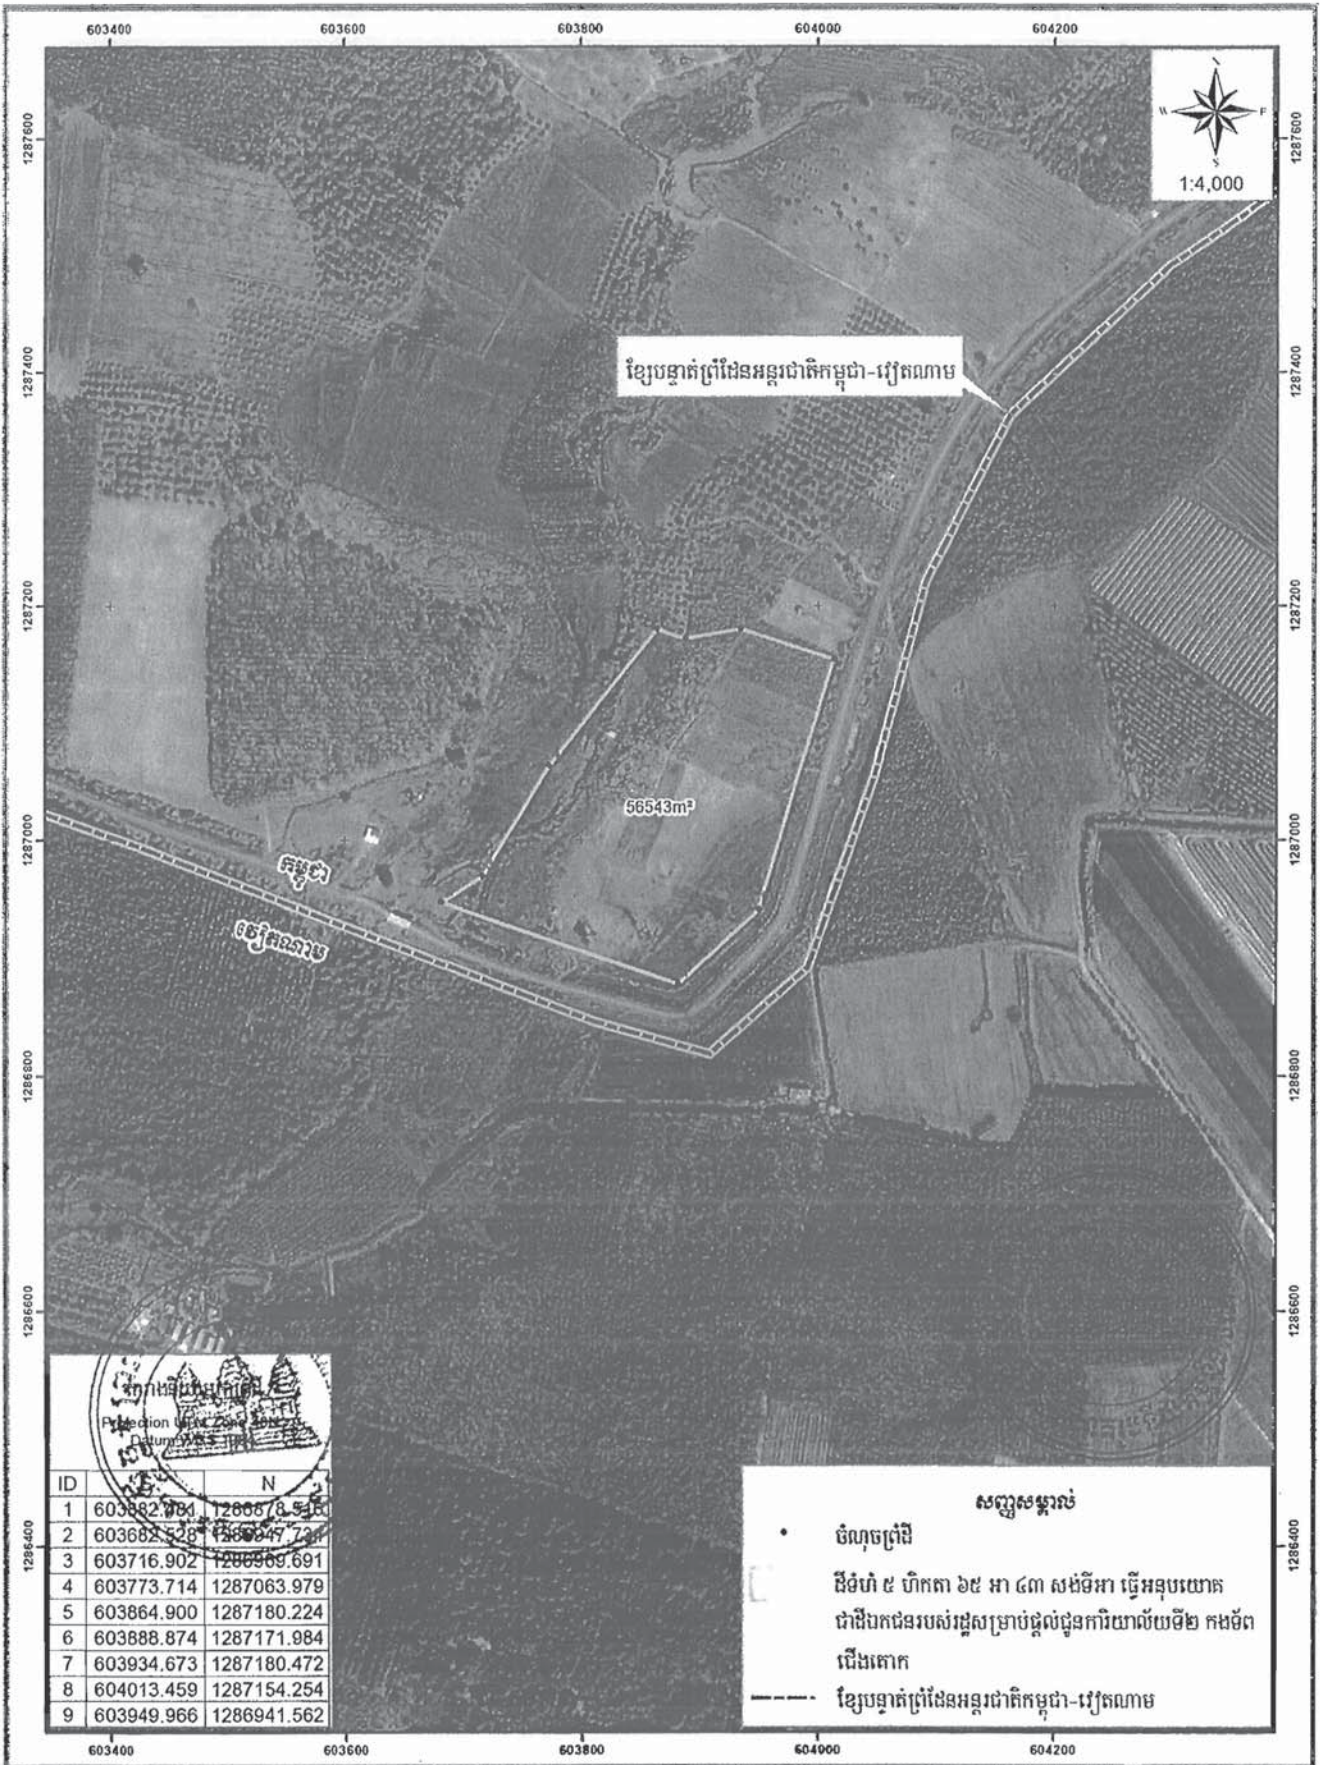 603400 603600 603800 604000 604200
1287600
1287400
1287200
1287000
1286800
1286600
1286400
1287600
1287400
1287200
1287000
1286800
1286600
1286400
1:4,000
ខ្សែបន្ទាត់ព្រំដែនអន្តរជាតិកម្ពុជា-វៀតណាម
56543m²
កម្ពុជា
វៀតណាម
ID N
1
2 603682.528
3 603716.902 1286969.691
4 603773.714 1287063.979
5 603864.900 1287180.224
6 603888.874 1287171.984
7 603934.673 1287180.472
8 604013.459 1287154.254
9 603949.966 1286941.562
សញ្ញាសម្គាល់
ចំណុចព្រំដី
ដីទំហំ ៥ ហិកតា ៦៥ អា ៤៣ សង់ទីអា ធ្វើអនុបយោគ
ជាដីឯកជនរបស់រដ្ឋសម្រាប់ផ្តល់ជូនការិយាល័យទី២ កងទ័ព
ជើងគោក
ខ្សែបន្ទាត់ព្រំដែនអន្តរជាតិកម្ពុជា-វៀតណាម
603400 603600 603800 604000 604200